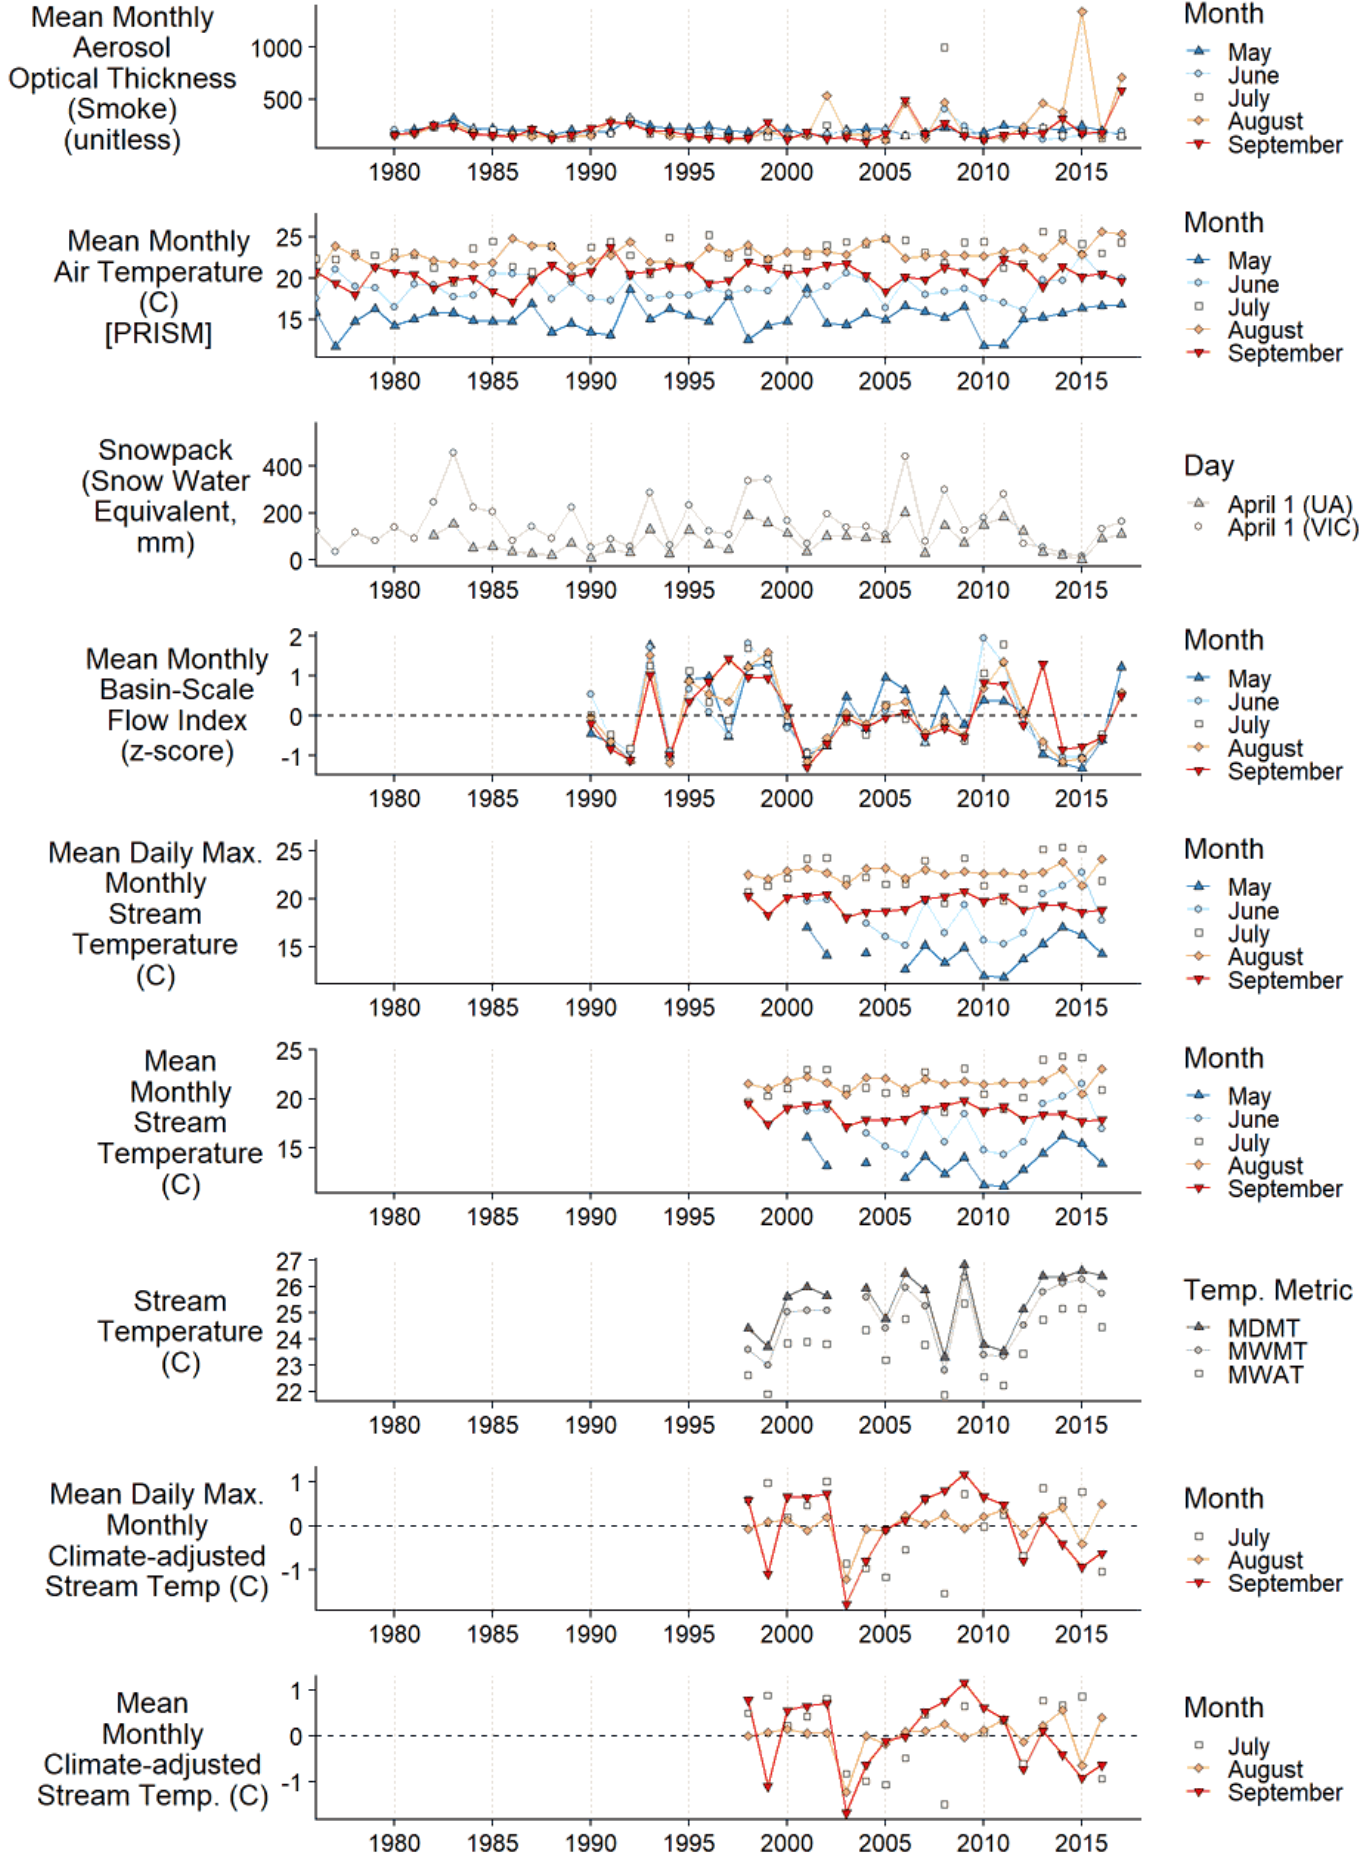 Mean Monthly
Aerosol
Optical Thickness
(Smoke)
(unitless)
1000
500
1980 1985 1990 1995 2000 2005 2010 2015
Month
May
June
July
August
September
Mean Monthly
Air Temperature
(C)
[PRISM]
25
20
15
1980 1985 1990 1995 2000 2005 2010 2015
Month
May
June
July
August
September
Snowpack
(Snow Water
Equivalent,
mm)
400
200
0
1980 1985 1990 1995 2000 2005 2010 2015
Day
April 1 (UA)
April 1 (VIC)
Mean Monthly
Basin-Scale
Flow Index
(z-score)
2
1
0
-1
1980 1985 1990 1995 2000 2005 2010 2015
Month
May
June
July
August
September
Mean Daily Max.
Monthly
Stream
Temperature
(C)
25
20
15
1980 1985 1990 1995 2000 2005 2010 2015
Month
May
June
July
August
September
Mean
Monthly
Stream
Temperature
(C)
25
20
15
1980 1985 1990 1995 2000 2005 2010 2015
Month
May
June
July
August
September
Stream
Temperature
(C)
27
26
25
24
23
22
1980 1985 1990 1995 2000 2005 2010 2015
Temp. Metric
MDMT
MWMT
MWAT
Mean Daily Max.
Monthly
Climate-adjusted
Stream Temp (C)
1
0
-1
1980 1985 1990 1995 2000 2005 2010 2015
Month
July
August
September
Mean
Monthly
Climate-adjusted
Stream Temp. (C)
1
0
-1
1980 1985 1990 1995 2000 2005 2010 2015
Month
July
August
September